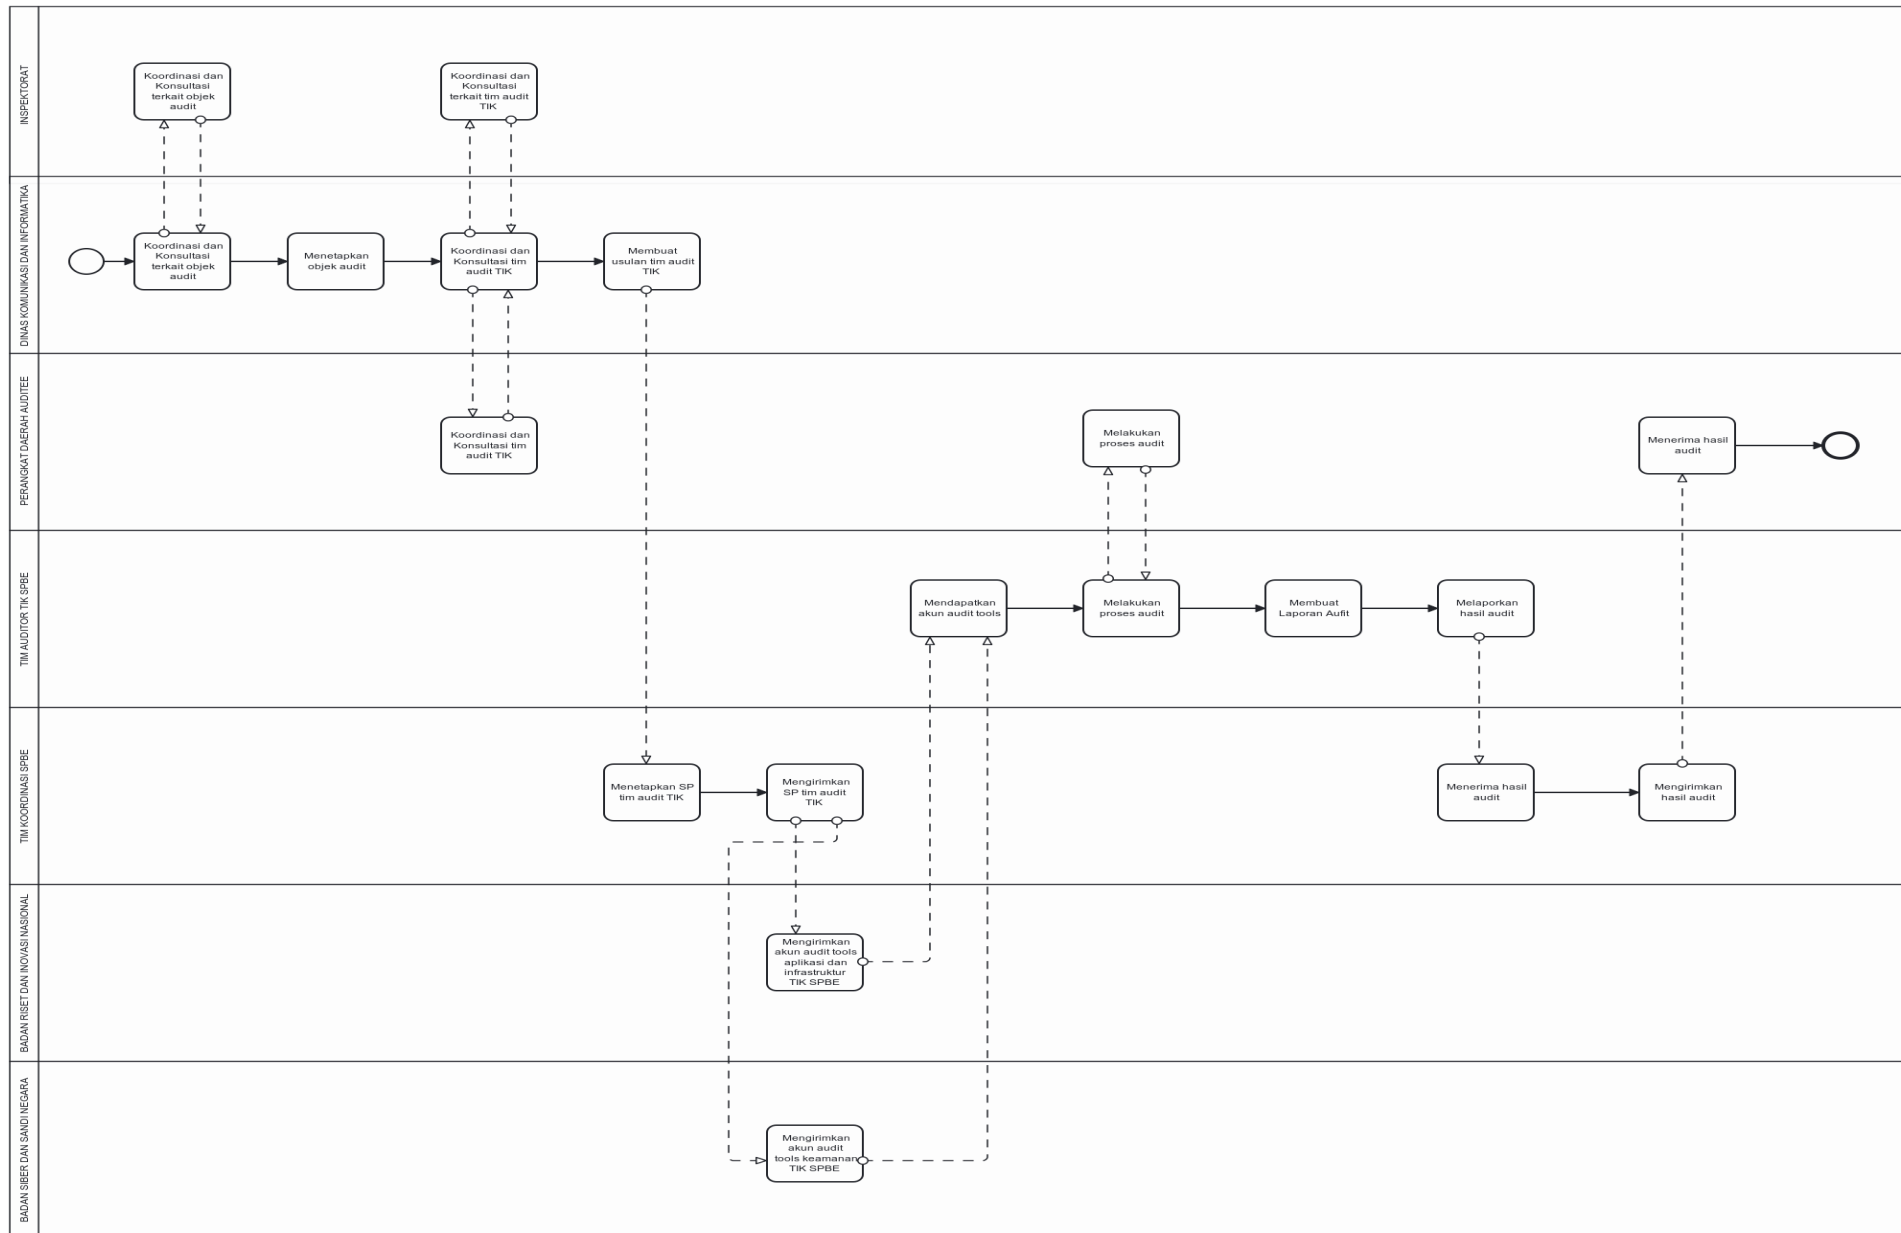 INSPEKTORAT
Koordinasi dan
Konsultasi
terkait objek
audit
Koordinasi dan
Konsultasi
terkait tim audit
TIK
DINAS KOMUNIKASI DAN INFORMATIKA
Koordinasi dan
Konsultasi
terkait objek
audit
Menetapkan
objek audit
Koordinasi dan
Konsultasi tim
audit TIK
Membuat
usulan tim audit
TIK
PERANGKAT DAERAH AUDITEE
Koordinasi dan
Konsultasi tim
audit TIK
Melakukan
proses audit
Menerima hasil
audit
TIM AUDITOR TIK SPBE
Mendapatkan
akun audit tools
Melakukan
proses audit
Membuat
Laporan Aufit
Melaporkan
hasil audit
TIM KOORDINASI SPBE
Menetapkan SP
tim audit TIK
Mengirimkan
SP tim audit
TIK
Menerima hasil
audit
Mengirimkan
hasil audit
BADAN RISET DAN INOVASI NASIONAL
Mengirimkan
akun audit tools
aplikasi dan
infrastruktur
TIK SPBE
BADAN SIBER DAN SANDI NEGARA
Mengirimkan
akun audit
tools keamanan
TIK SPBE